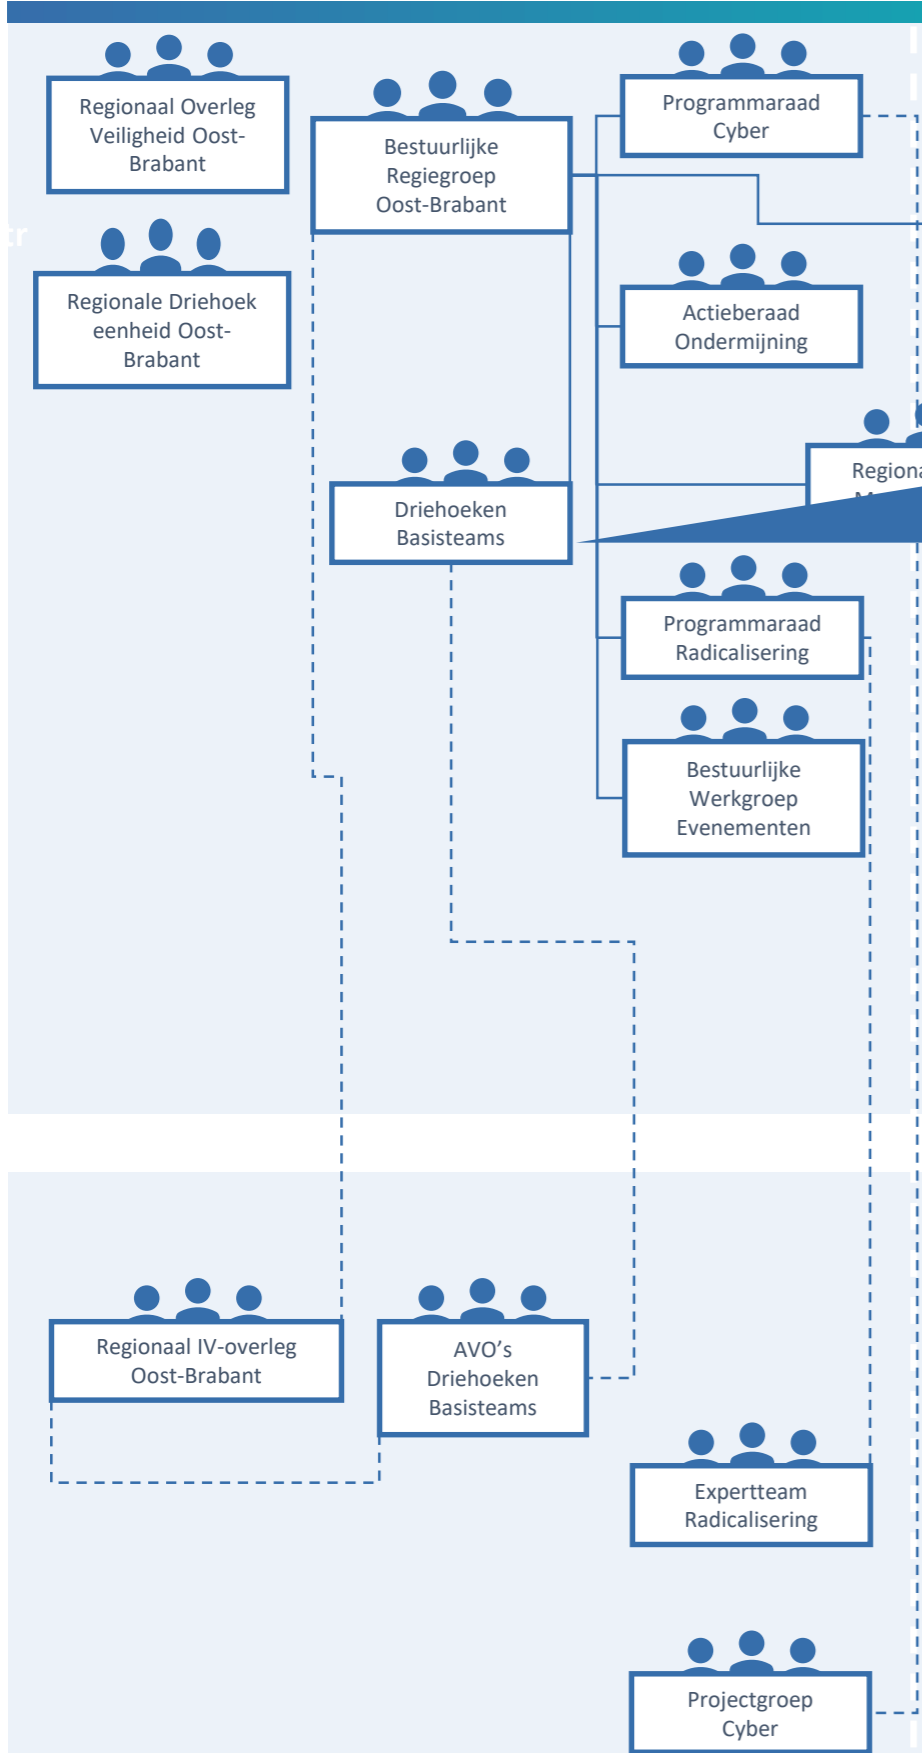 Regionaal Overleg
Veiligheid Oost-
Brabant
Bestuurlijke
Regiegroep
Oost-Brabant
Programmaraad
Cyber
Regionale Driehoek
eenheid Oost-
Brabant
Actieberaad
Ondermijning
Driehoeken
Basisteams
Programmaraad
Radicalisering
Bestuurlijke
Werkgroep
Evenementen
Regionaal IV-overleg
Oost-Brabant
AVO's
Driehoeken
Basisteams
Expertteam
Radicalisering
Projectgroep
Cyber